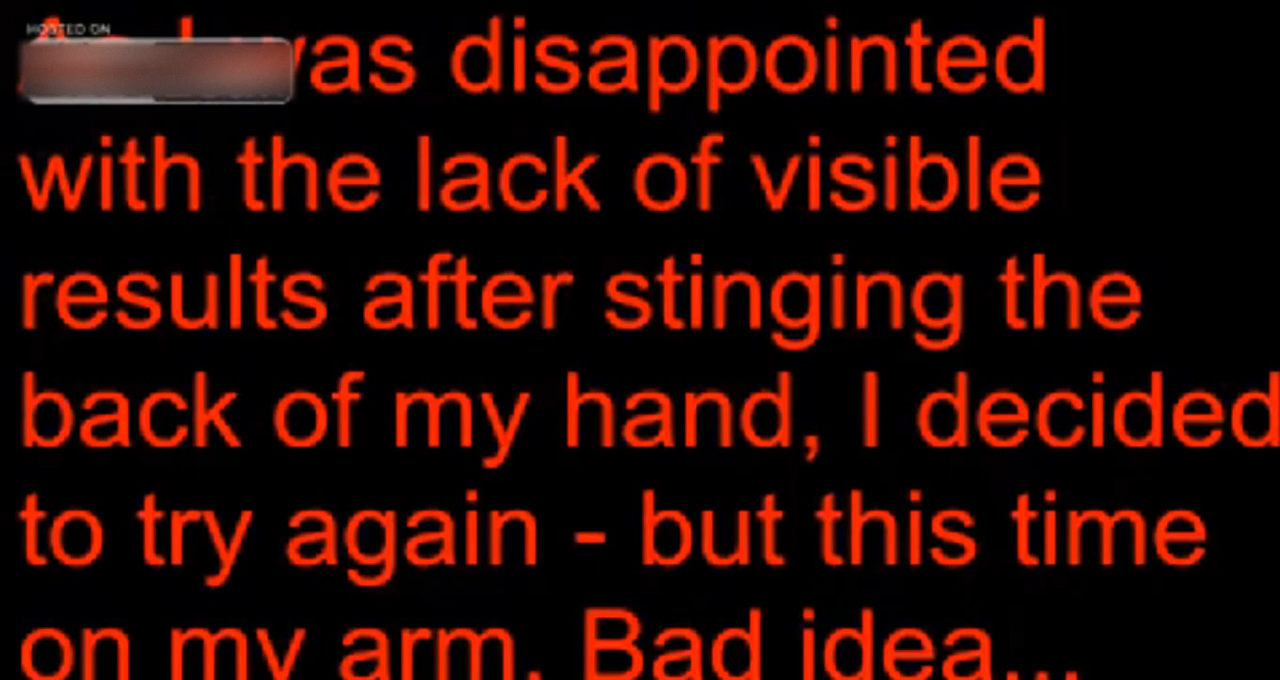 HOSTED ON
As I was disappointed
with the lack of visible
results after stinging the
back of my hand, I decided
to try again - but this time
on my arm. Bad idea...